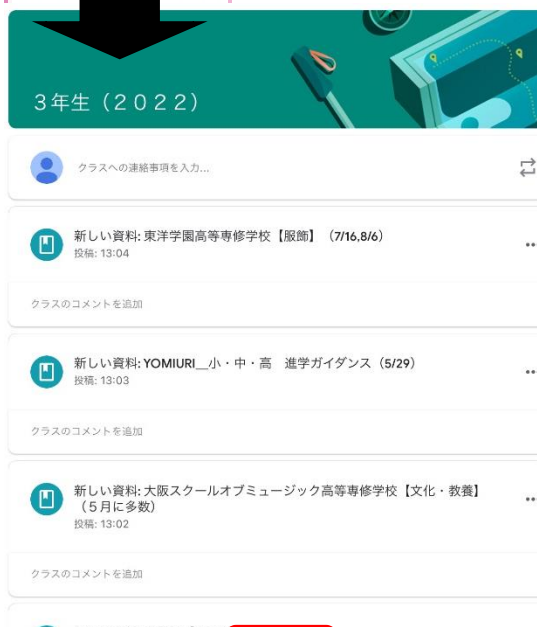 3年生(2022)
クラスへの連絡事項を入力...
新しい資料: 東洋学園高等専修学校【服飾】(7/16,8/6)
投稿: 13:04
クラスのコメントを追加
新しい資料: YOMIURI__小・中・高 進学ガイダンス(5/29)
投稿: 13:03
クラスのコメントを追加
新しい資料: 大阪スクールオブミュージック高等専修学校【文化・教養】
(5月に多数)
投稿: 13:02
クラスのコメントを追加